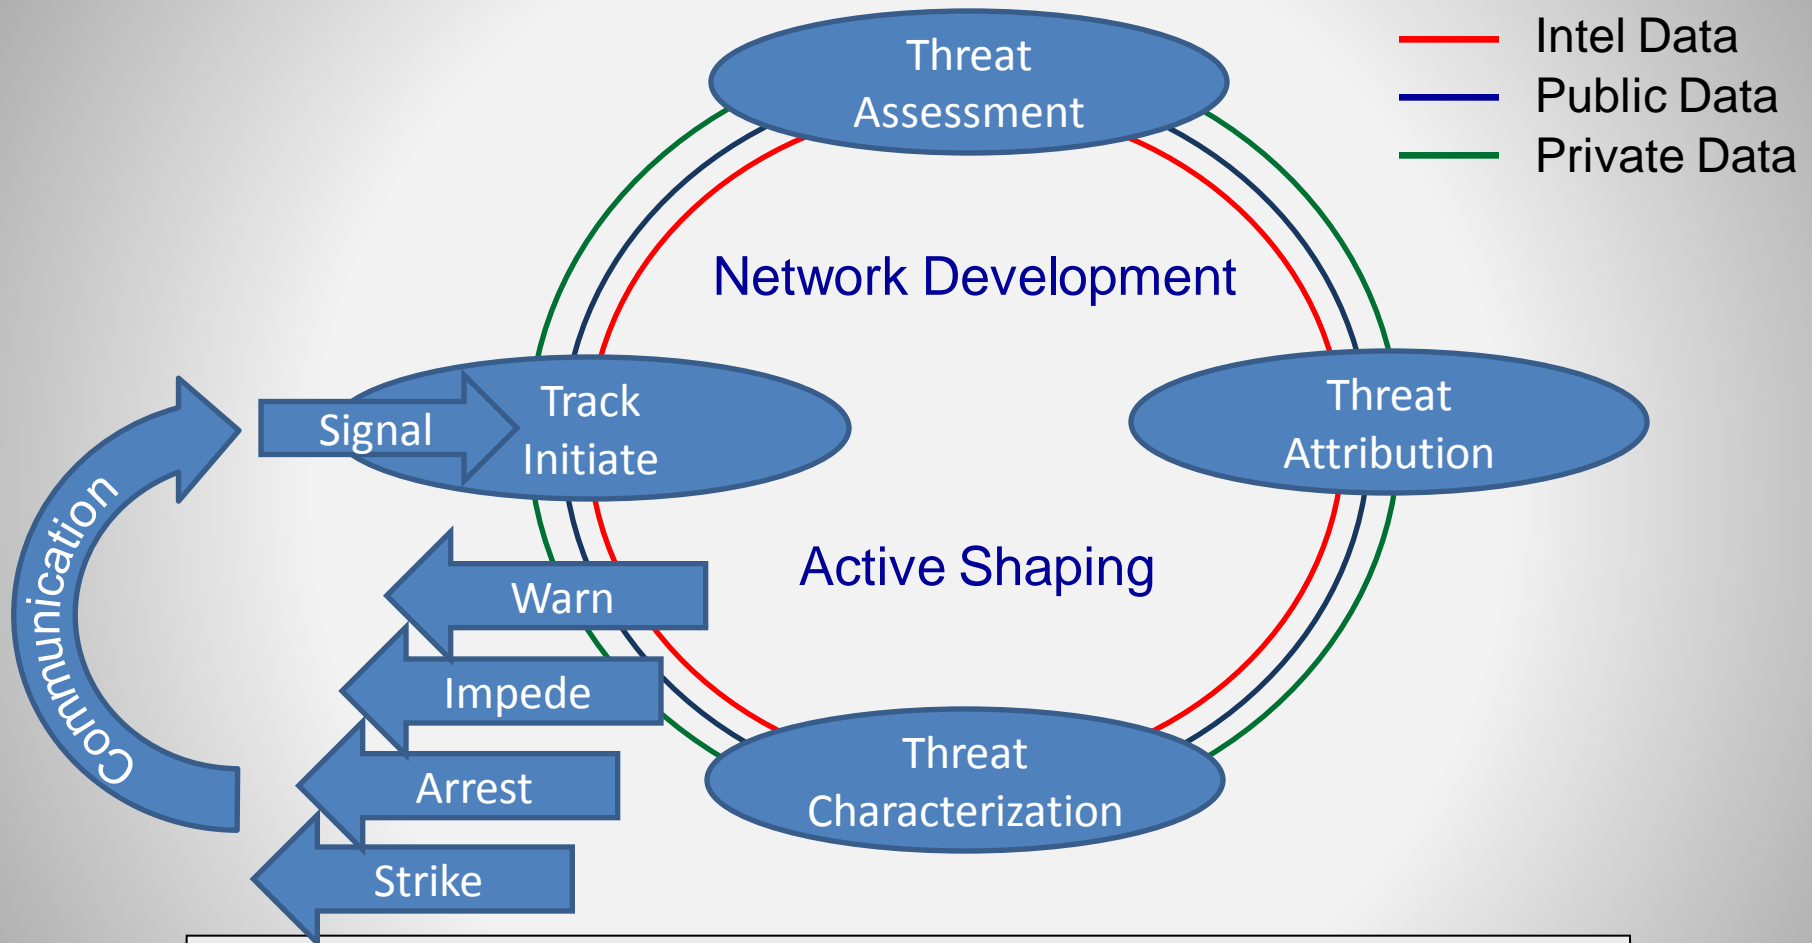 Threat
Assessment
Intel Data
Public Data
Private Data
Network Development
Signal
Track
Initiate
Threat
Attribution
Communication
Active Shaping
Warn
Impede
Arrest
Strike
Threat
Characterization